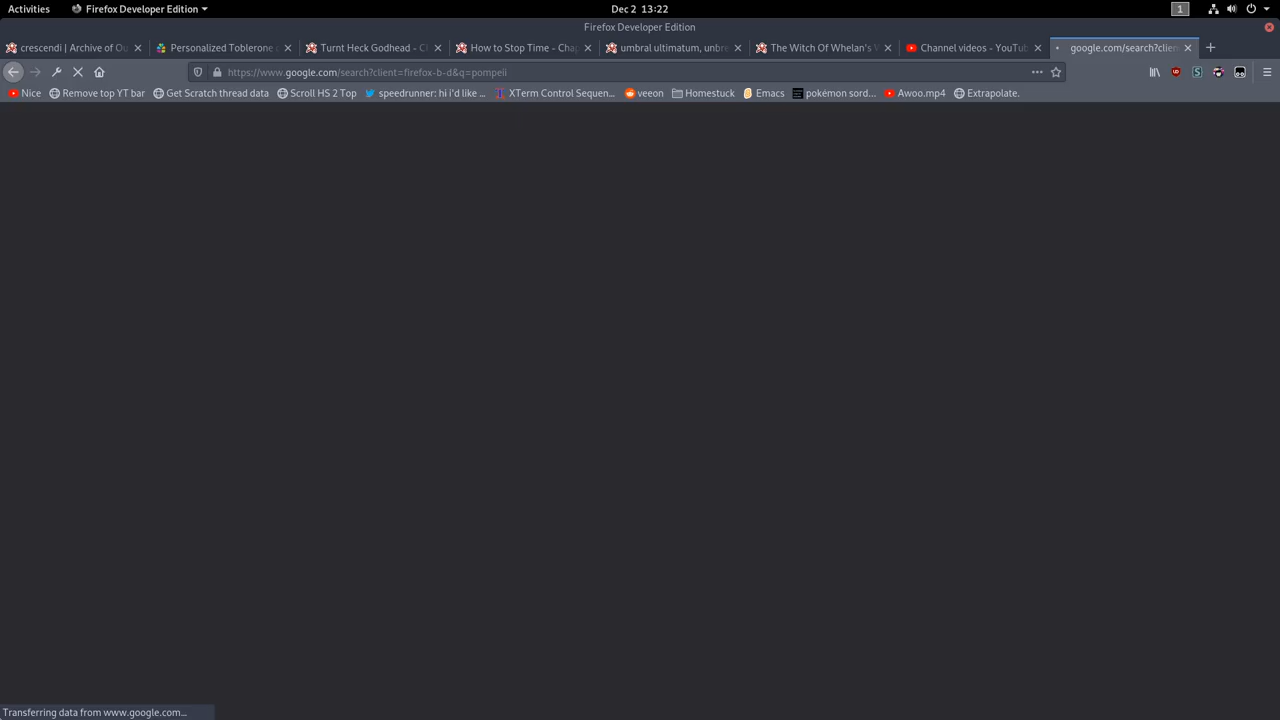 Activities Firefox Developer Edition Dec 2 13:22 1
Firefox Developer Edition
crescendi | Archive of Ou Personalized Toblerone Turnt Heck Godhead - C How to Stop Time - Chap umbral ultimatum, unbre The Witch Of Whelan's Channel videos - YouTub google.com/search?clien
https://www.google.com/search?client=firefox-b-d&q=pompeii
Nice Remove top YT bar Get Scratch thread data Scroll HS 2 Top speedrunner: hi i'd like ... XTerm Control Sequen... veeon Homestuck Emacs pokémon sord... Awoo.mp4 Extrapolate.
Transferring data from www.google.com...